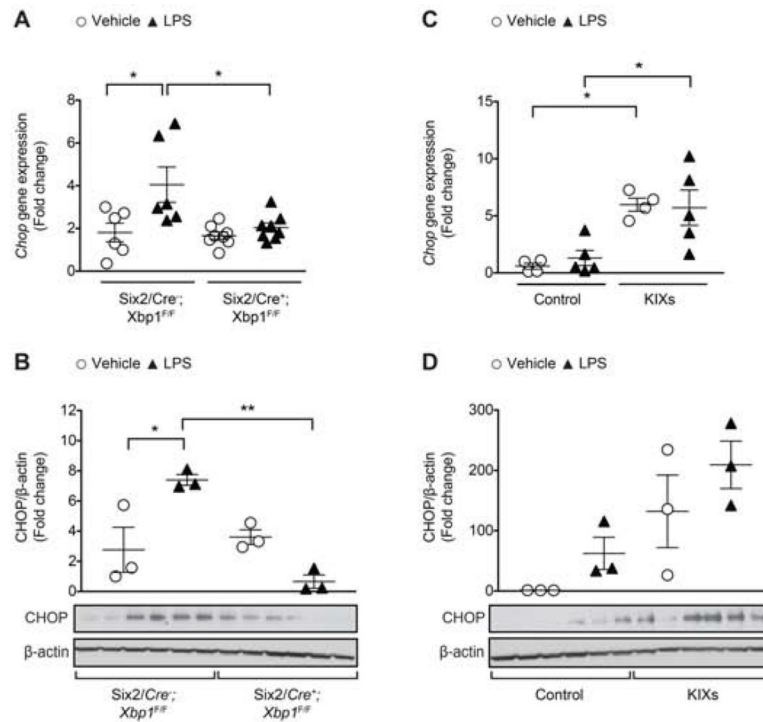 A
○ Vehicle ▲ LPS
*
*
Chop gene expression
(Fold change)
8
6
4
2
0
Six2/Cre⁻;
Xbp1ᶠ/ᶠ
Six2/Cre⁺;
Xbp1ᶠ/ᶠ
B
○ Vehicle ▲ LPS
*
**
CHOP/β-actin
(Fold change)
12
10
8
6
4
2
0
CHOP
β-actin
Six2/Cre⁻;
Xbp1ᶠ/ᶠ
Six2/Cre⁺;
Xbp1ᶠ/ᶠ
C
○ Vehicle ▲ LPS
*
*
Chop gene expression
(Fold change)
15
10
5
0
Control
KIXs
D
○ Vehicle ▲ LPS
CHOP/β-actin
(Fold change)
300
200
100
0
CHOP
β-actin
Control
KIXs